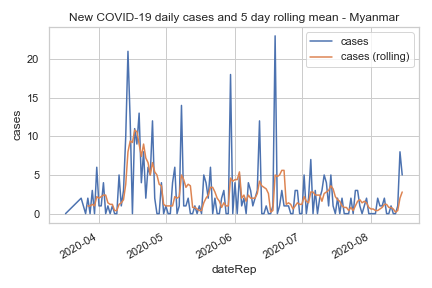 New COVID-19 daily cases and 5 day rolling mean - Myanmar
cases
cases (rolling)
20
15
10
5
0
cases
2020-04
2020-05
2020-06
2020-07
2020-08
dateRep